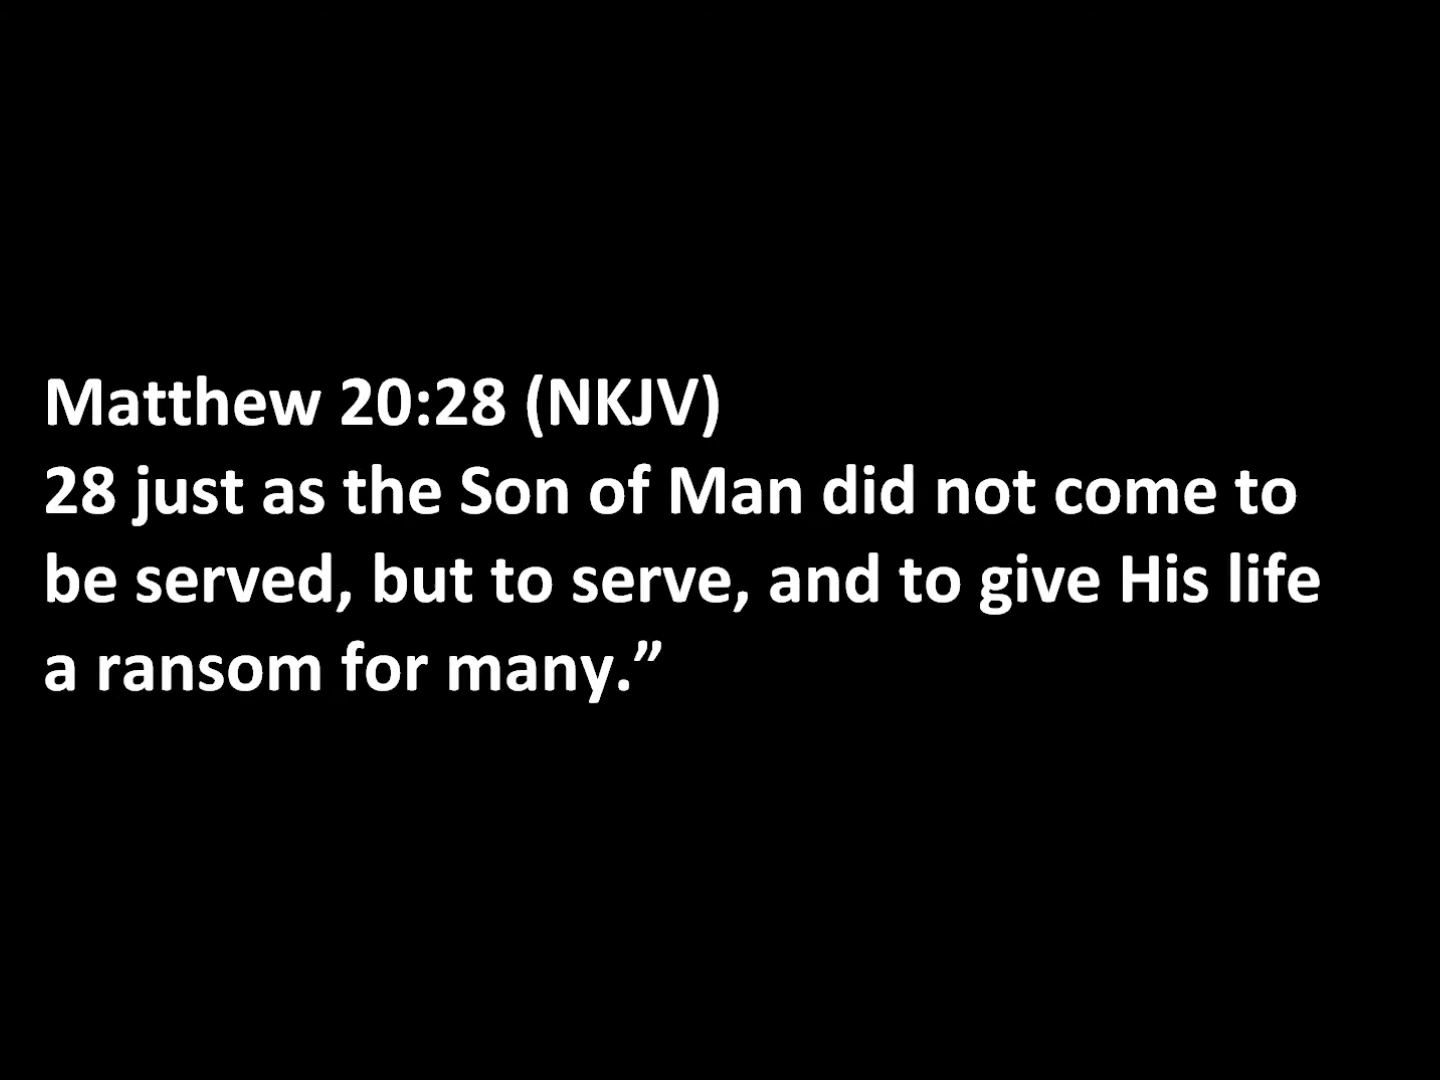 Matthew 20:28 (NKJV)
28 just as the Son of Man did not come to
be served, but to serve, and to give His life
a ransom for many.”